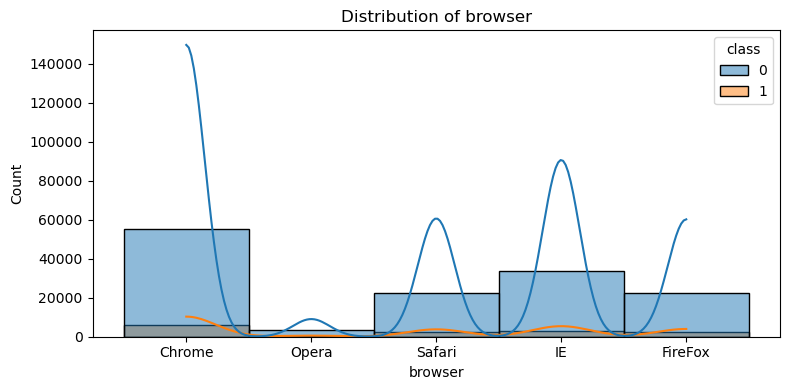 Distribution of browser
class
0
1
140000
120000
100000
80000
60000
40000
20000
0
Count
Chrome Opera Safari IE FireFox
browser